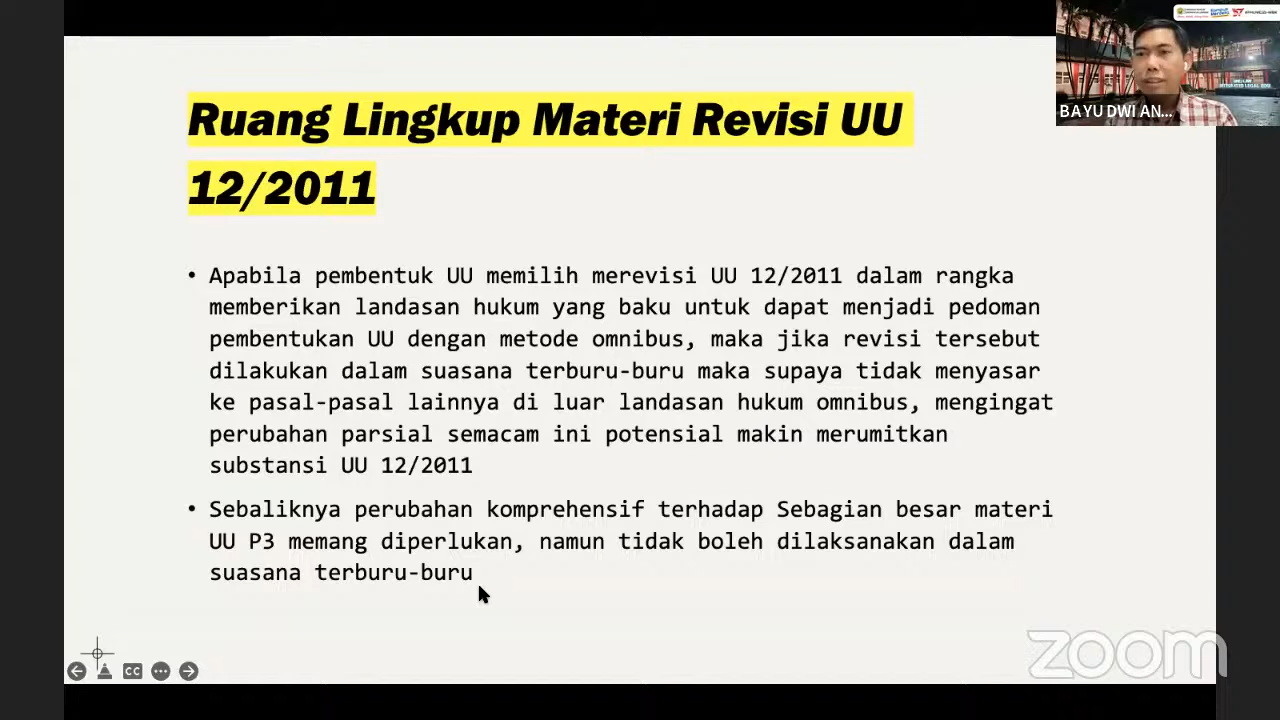 Ruang Lingkup Materi Revisi UU
12/2011
• Apabila pembentuk UU memilih merevisi UU 12/2011 dalam rangka
memberikan landasan hukum yang baku untuk dapat menjadi pedoman
pembentukan UU dengan metode omnibus, maka jika revisi tersebut
dilakukan dalam suasana terburu-buru maka supaya tidak menyasar
ke pasal-pasal lainnya di luar landasan hukum omnibus, mengingat
perubahan parsial semacam ini potensial makin merumitkan
substansi UU 12/2011
• Sebaliknya perubahan komprehensif terhadap Sebagian besar materi
UU P3 memang diperlukan, namun tidak boleh dilaksanakan dalam
suasana terburu-buru
BAYU DWI AN...
CC
zoom